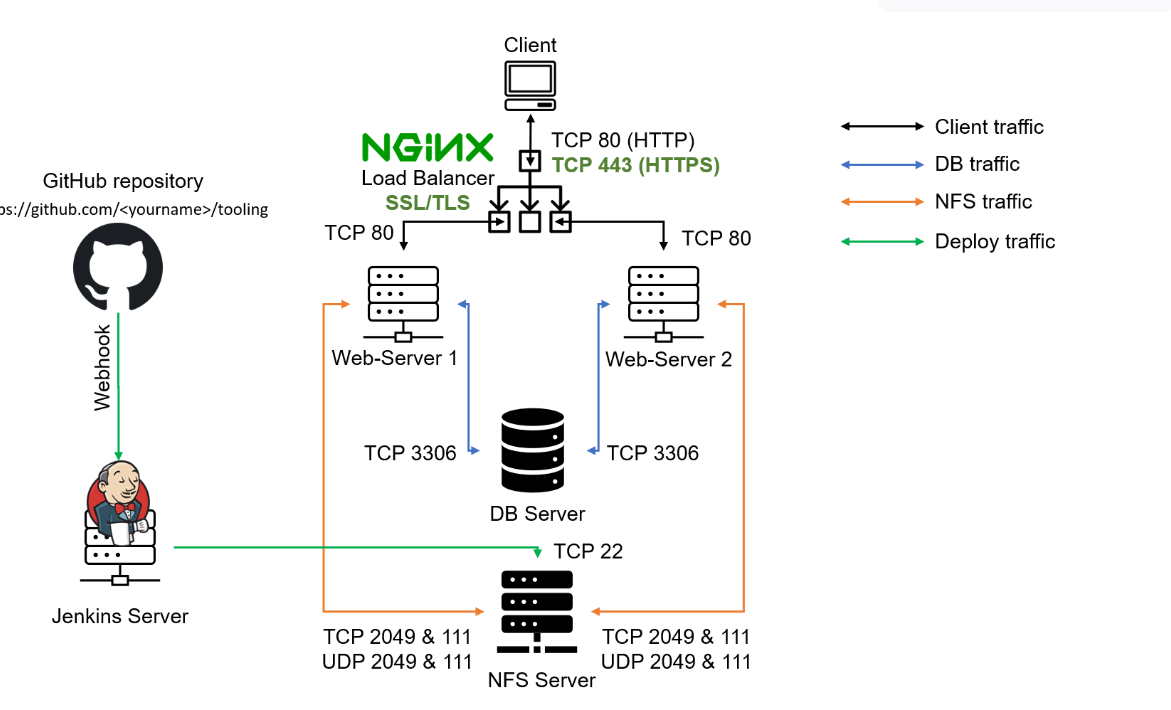 Client
NGINX
TCP 80 (HTTP)
TCP 443 (HTTPS)
Load Balancer
SSL/TLS
Client traffic
DB traffic
NFS traffic
Deploy traffic
GitHub repository
ps://github.com/<yourname>/tooling
TCP 80
TCP 80
Webhook
Web-Server 1
Web-Server 2
TCP 3306
TCP 3306
DB Server
TCP 22
Jenkins Server
TCP 2049 & 111
UDP 2049 & 111
TCP 2049 & 111
UDP 2049 & 111
NFS Server